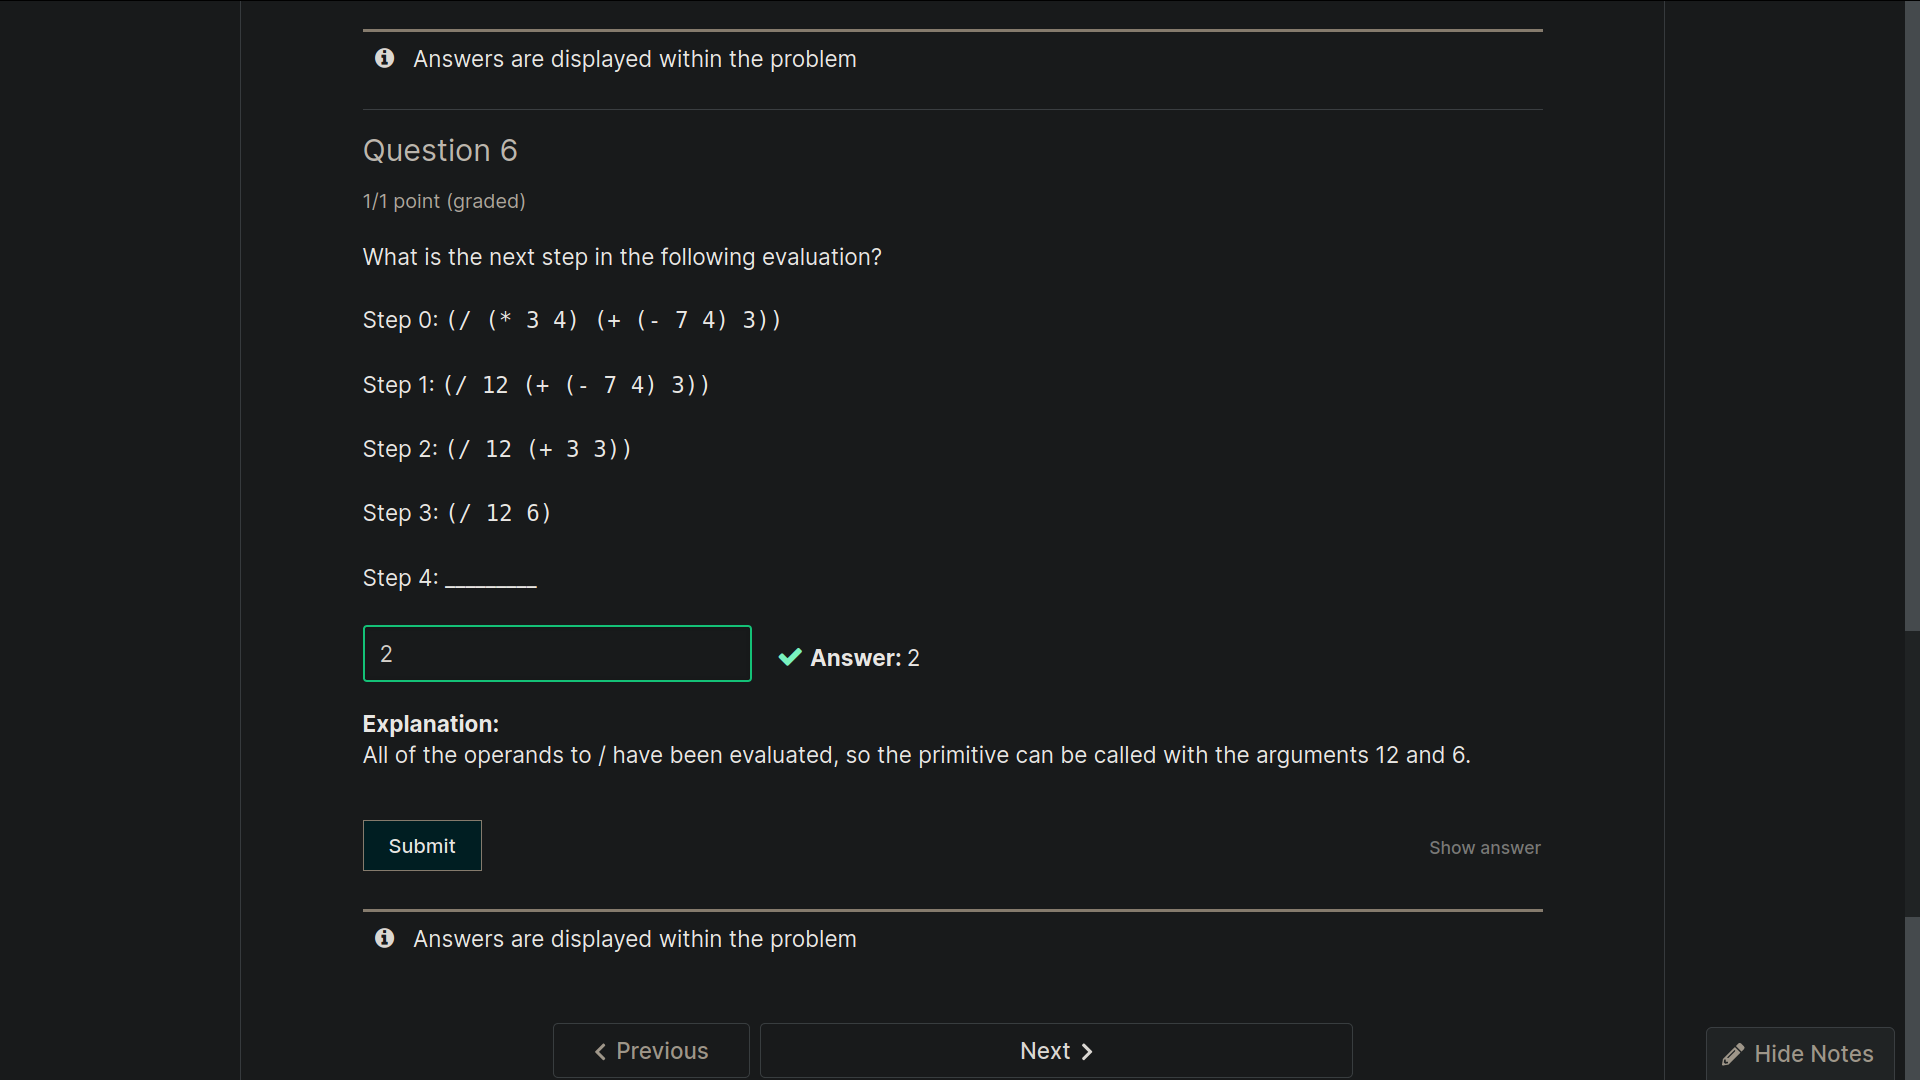 Answers are displayed within the problem
Question 6
1/1 point (graded)
What is the next step in the following evaluation?
Step 0: (/ (* 3 4) (+ (- 7 4) 3))
Step 1: (/ 12 (+ (- 7 4) 3))
Step 2: (/ 12 (+ 3 3))
Step 3: (/ 12 6)
Step 4: _________
2
Answer: 2
Explanation:
All of the operands to / have been evaluated, so the primitive can be called with the arguments 12 and 6.
Submit
Show answer
Answers are displayed within the problem
Previous
Next
Hide Notes